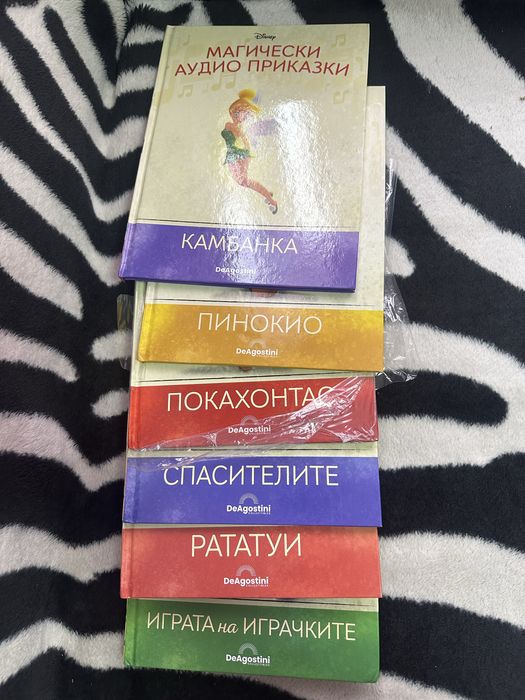 Disney
МАГИЧЕСКИ
АУДИО ПРИКАЗКИ
КАМБАНКА
DeAgostini
ПИНОКИО
DeAgostini
ПОКАХОНТАС
DeAgostini
СПАСИТЕЛИТЕ
DeAgostini
РАТАТУИ
DeAgostini
ИГРАТА на ИГРАЧКИТЕ
DeAgostini